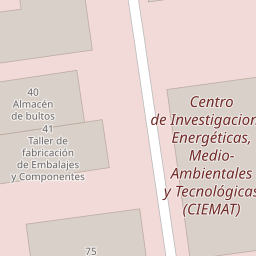 40
Almacén
de bultos
41
Taller de
fabricación
de Embalajes
y Componentes
Centro
de Investigacion
Energéticas,
Medio-
Ambientales
y Tecnológicas
(CIEMAT)
75